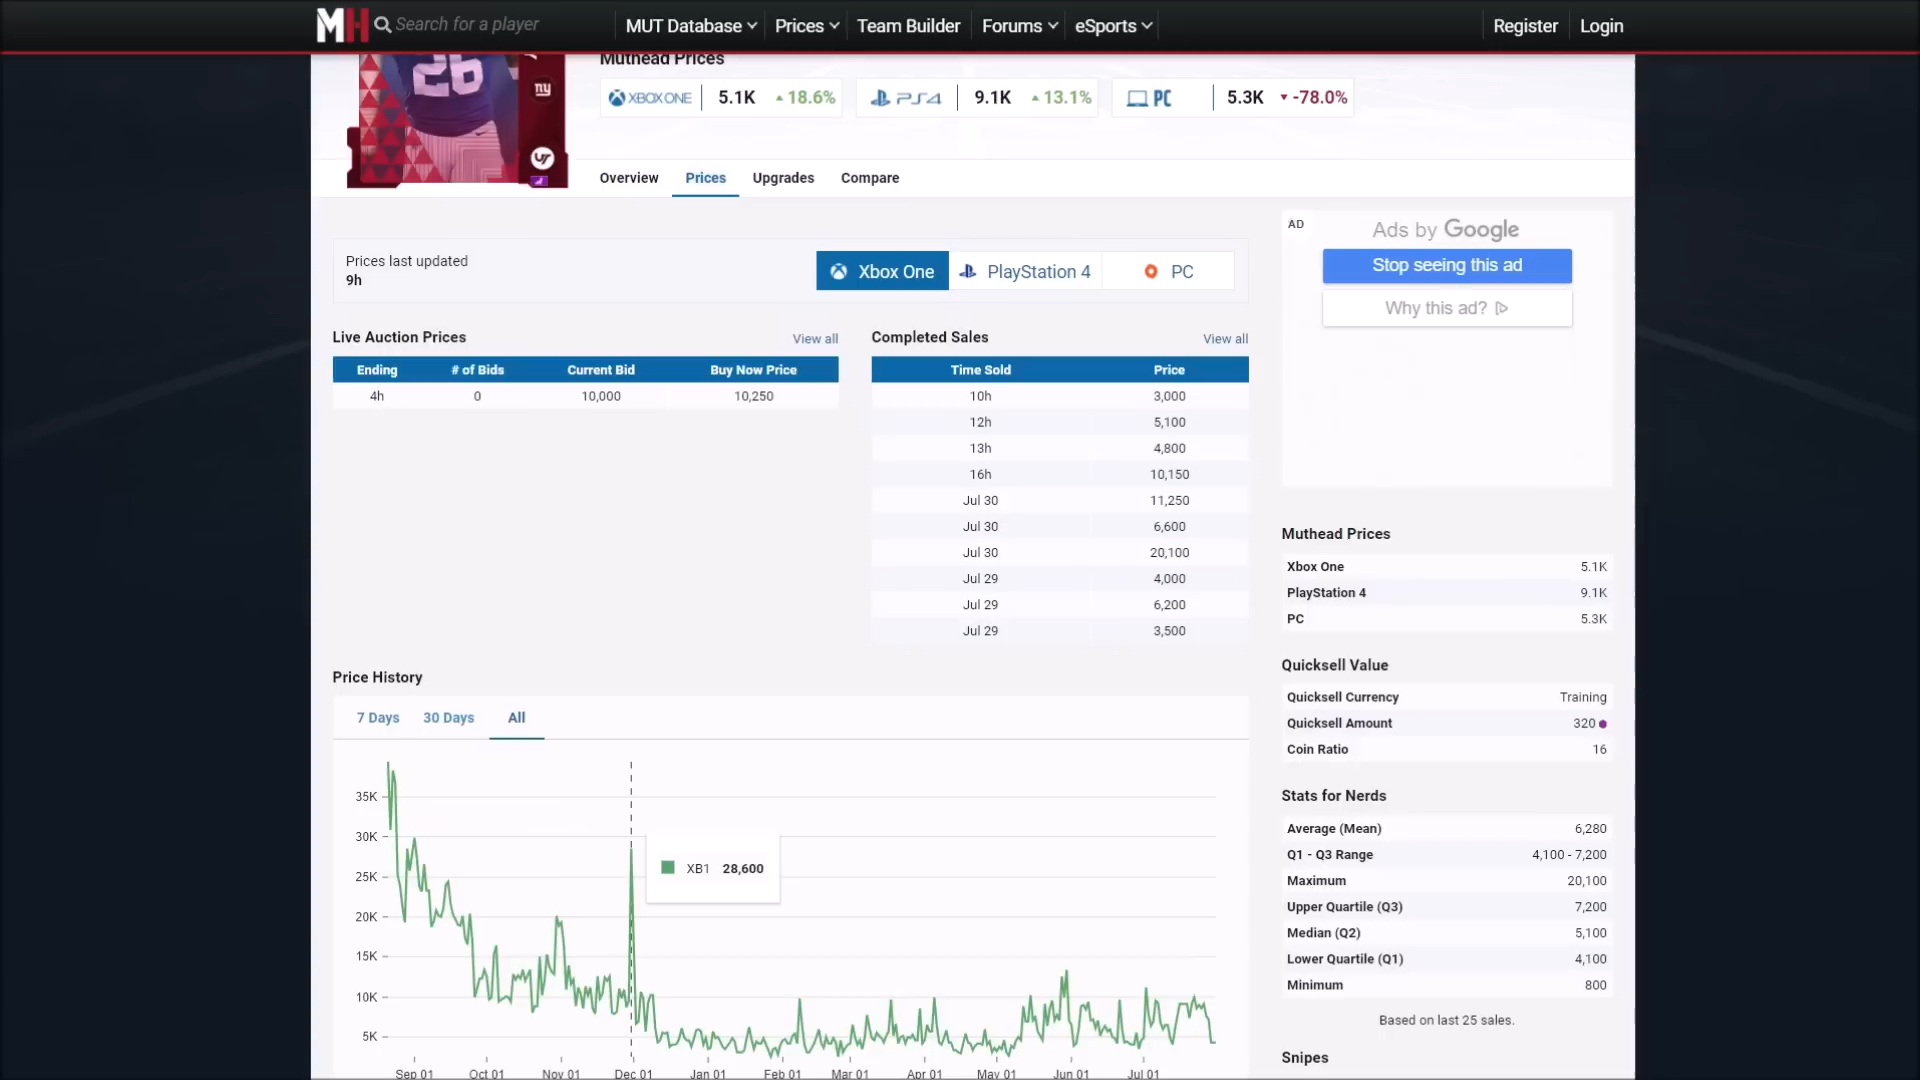 MH Search for a player MUT Database Prices Team Builder Forums eSports Register Login
26
ny
Muthead Prices
XBOX ONE 5.1K 18.6% PS4 9.1K 13.1% PC 5.3K -78.0%
Overview Prices Upgrades Compare
Prices last updated
9h
Xbox One PlayStation 4 PC
AD
Ads by Google
Stop seeing this ad
Why this ad?
Live Auction Prices View all
Ending # of Bids Current Bid Buy Now Price
4h 0 10,000 10,250
Completed Sales View all
Time Sold Price
10h 3,000
12h 5,100
13h 4,800
16h 10,150
Jul 30 11,250
Jul 30 6,600
Jul 30 20,100
Jul 29 4,000
Jul 29 6,200
Jul 29 3,500
Price History
7 Days 30 Days All
35K
30K
25K
20K
15K
10K
5K
XB1 28,600
Sep 01 Oct 01 Nov 01 Dec 01 Jan 01 Feb 01 Mar 01 Apr 01 May 01 Jun 01 Jul 01
Muthead Prices
Xbox One 5.1K
PlayStation 4 9.1K
PC 5.3K
Quicksell Value
Quicksell Currency Training
Quicksell Amount 320
Coin Ratio 16
Stats for Nerds
Average (Mean) 6,280
Q1 - Q3 Range 4,100 - 7,200
Maximum 20,100
Upper Quartile (Q3) 7,200
Median (Q2) 5,100
Lower Quartile (Q1) 4,100
Minimum 800
Based on last 25 sales.
Snipes